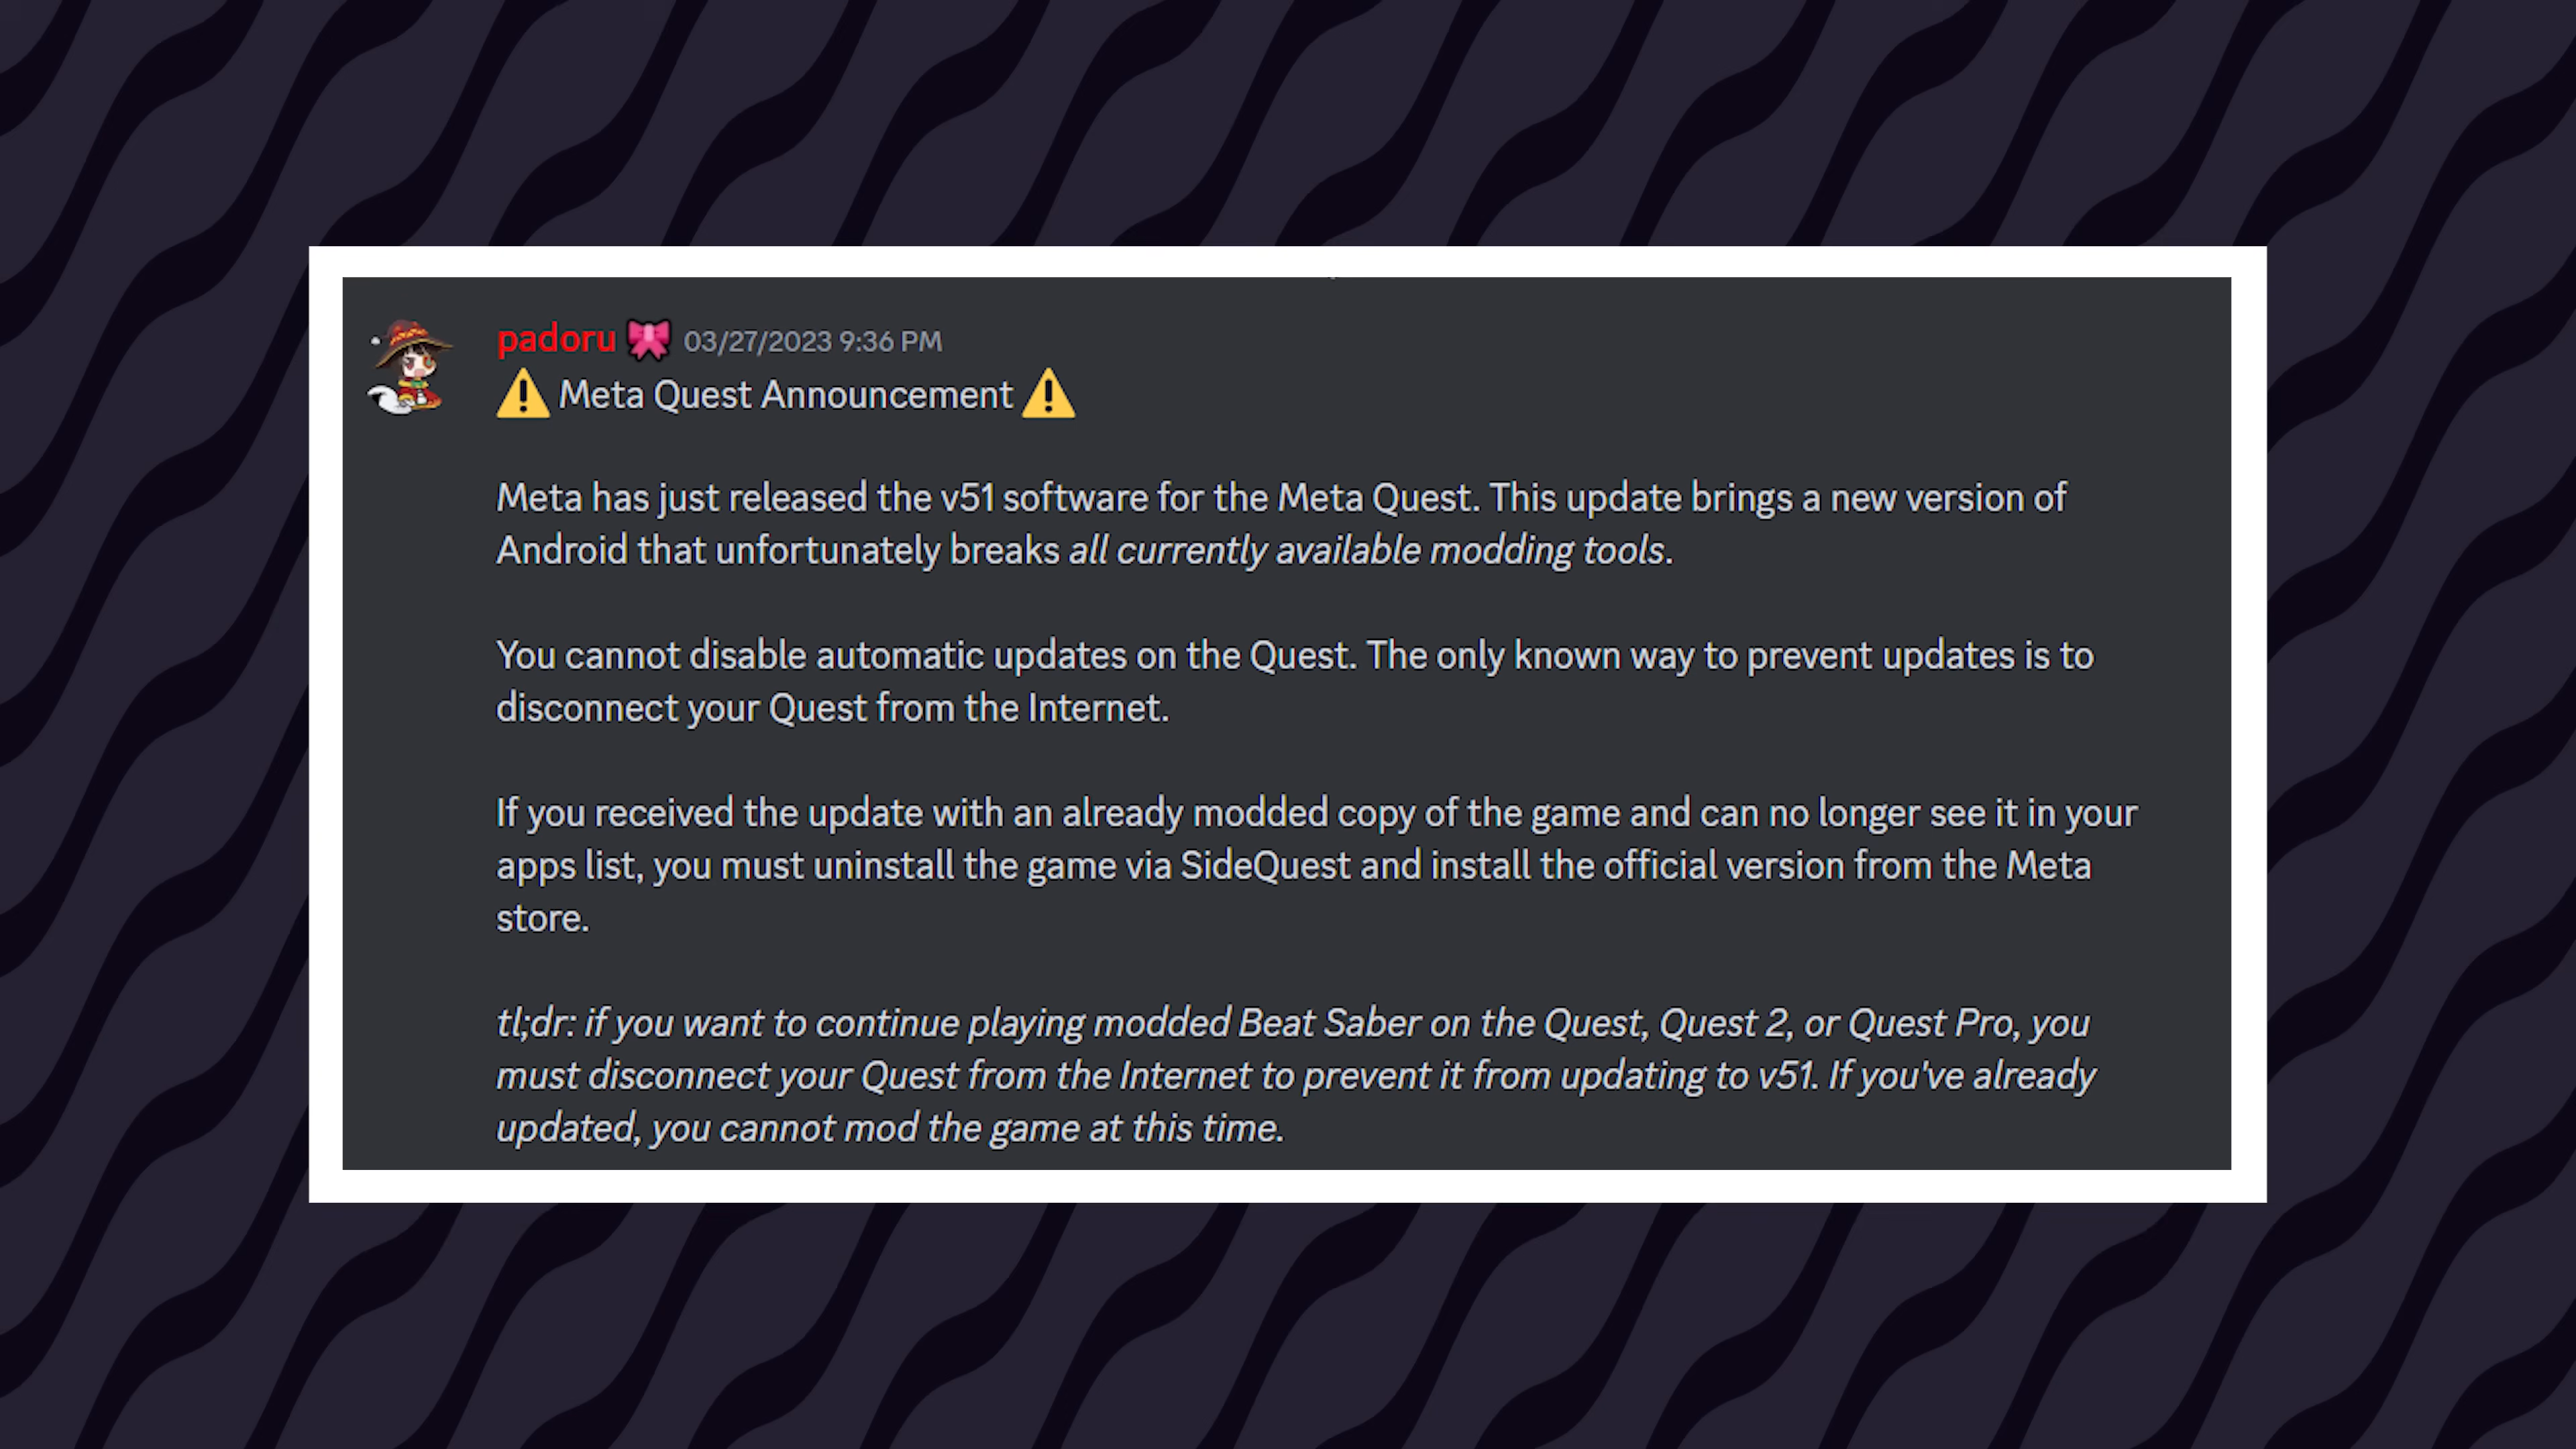 padoru 🎀 03/27/2023 9:36 PM
⚠️ Meta Quest Announcement ⚠️
Meta has just released the v51 software for the Meta Quest. This update brings a new version of
Android that unfortunately breaks all currently available modding tools.
You cannot disable automatic updates on the Quest. The only known way to prevent updates is to
disconnect your Quest from the Internet.
If you received the update with an already modded copy of the game and can no longer see it in your
apps list, you must uninstall the game via SideQuest and install the official version from the Meta
store.
tl;dr: if you want to continue playing modded Beat Saber on the Quest, Quest 2, or Quest Pro, you
must disconnect your Quest from the Internet to prevent it from updating to v51. If you've already
updated, you cannot mod the game at this time.